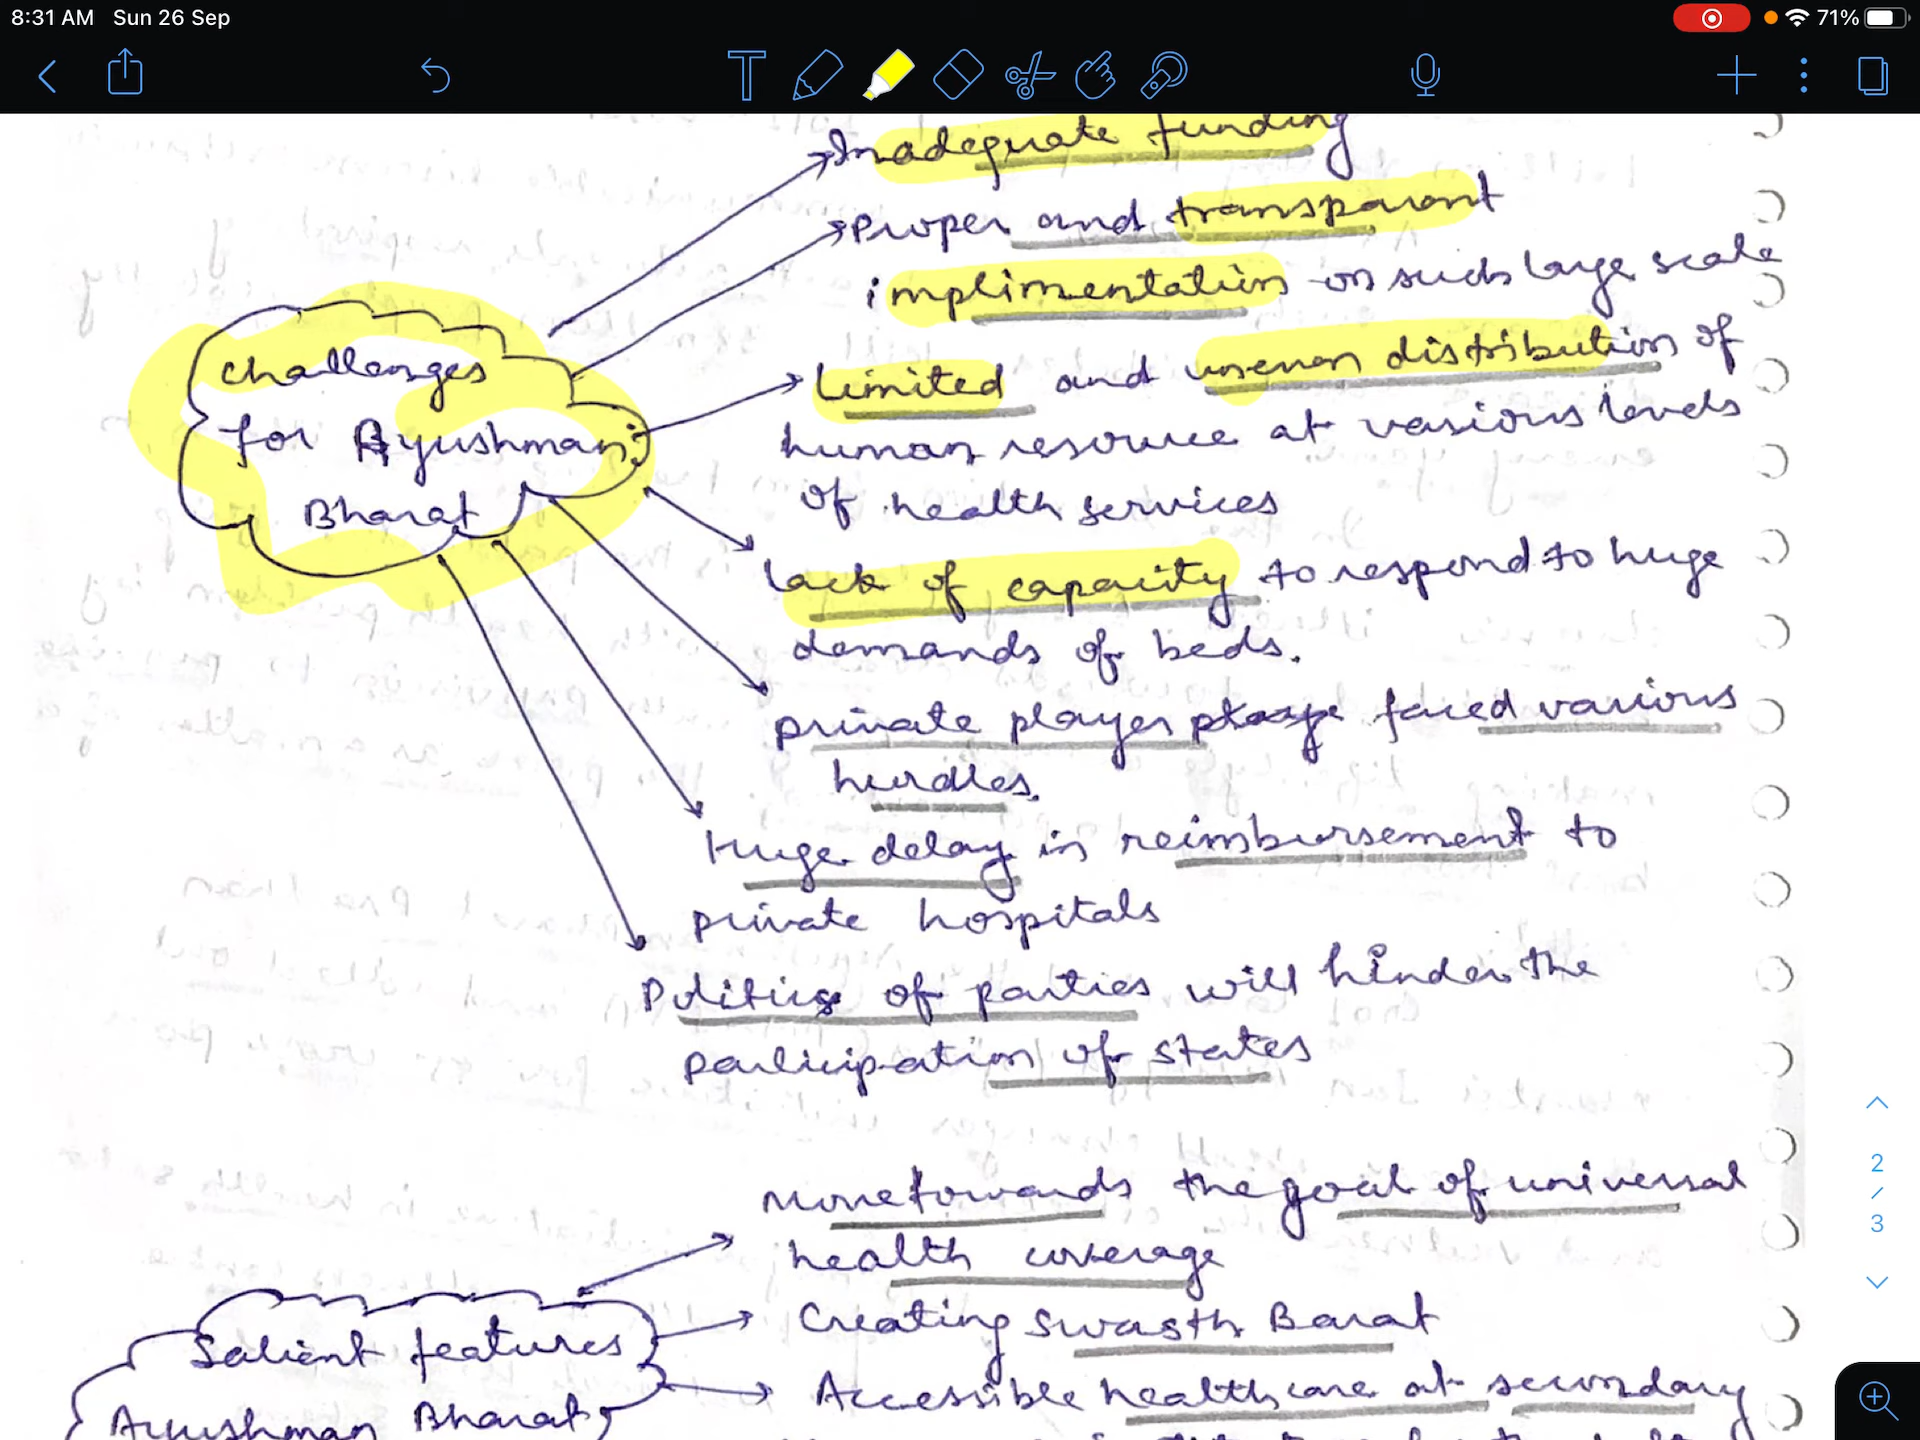 8:31 AM Sun 26 Sep
71%
T
Inadequate funding
Proper and transparent
implimentation on such large scale
Limited and uneven distribution of
human resource at various levels
of health services
lack of capacity to respond to huge
demands of beds.
private player faced various
hurdles.
Huge delay in reimbursement to
private hospitals
Politics of parties will hinder the
participation of states
challenges
for Ayushman
Bharat
2
/
3
Move towards the goal of universal
health coverage
Creating Swasth Barat
Accessible healthcare at secondary
Salient features
Ayushman Bharat